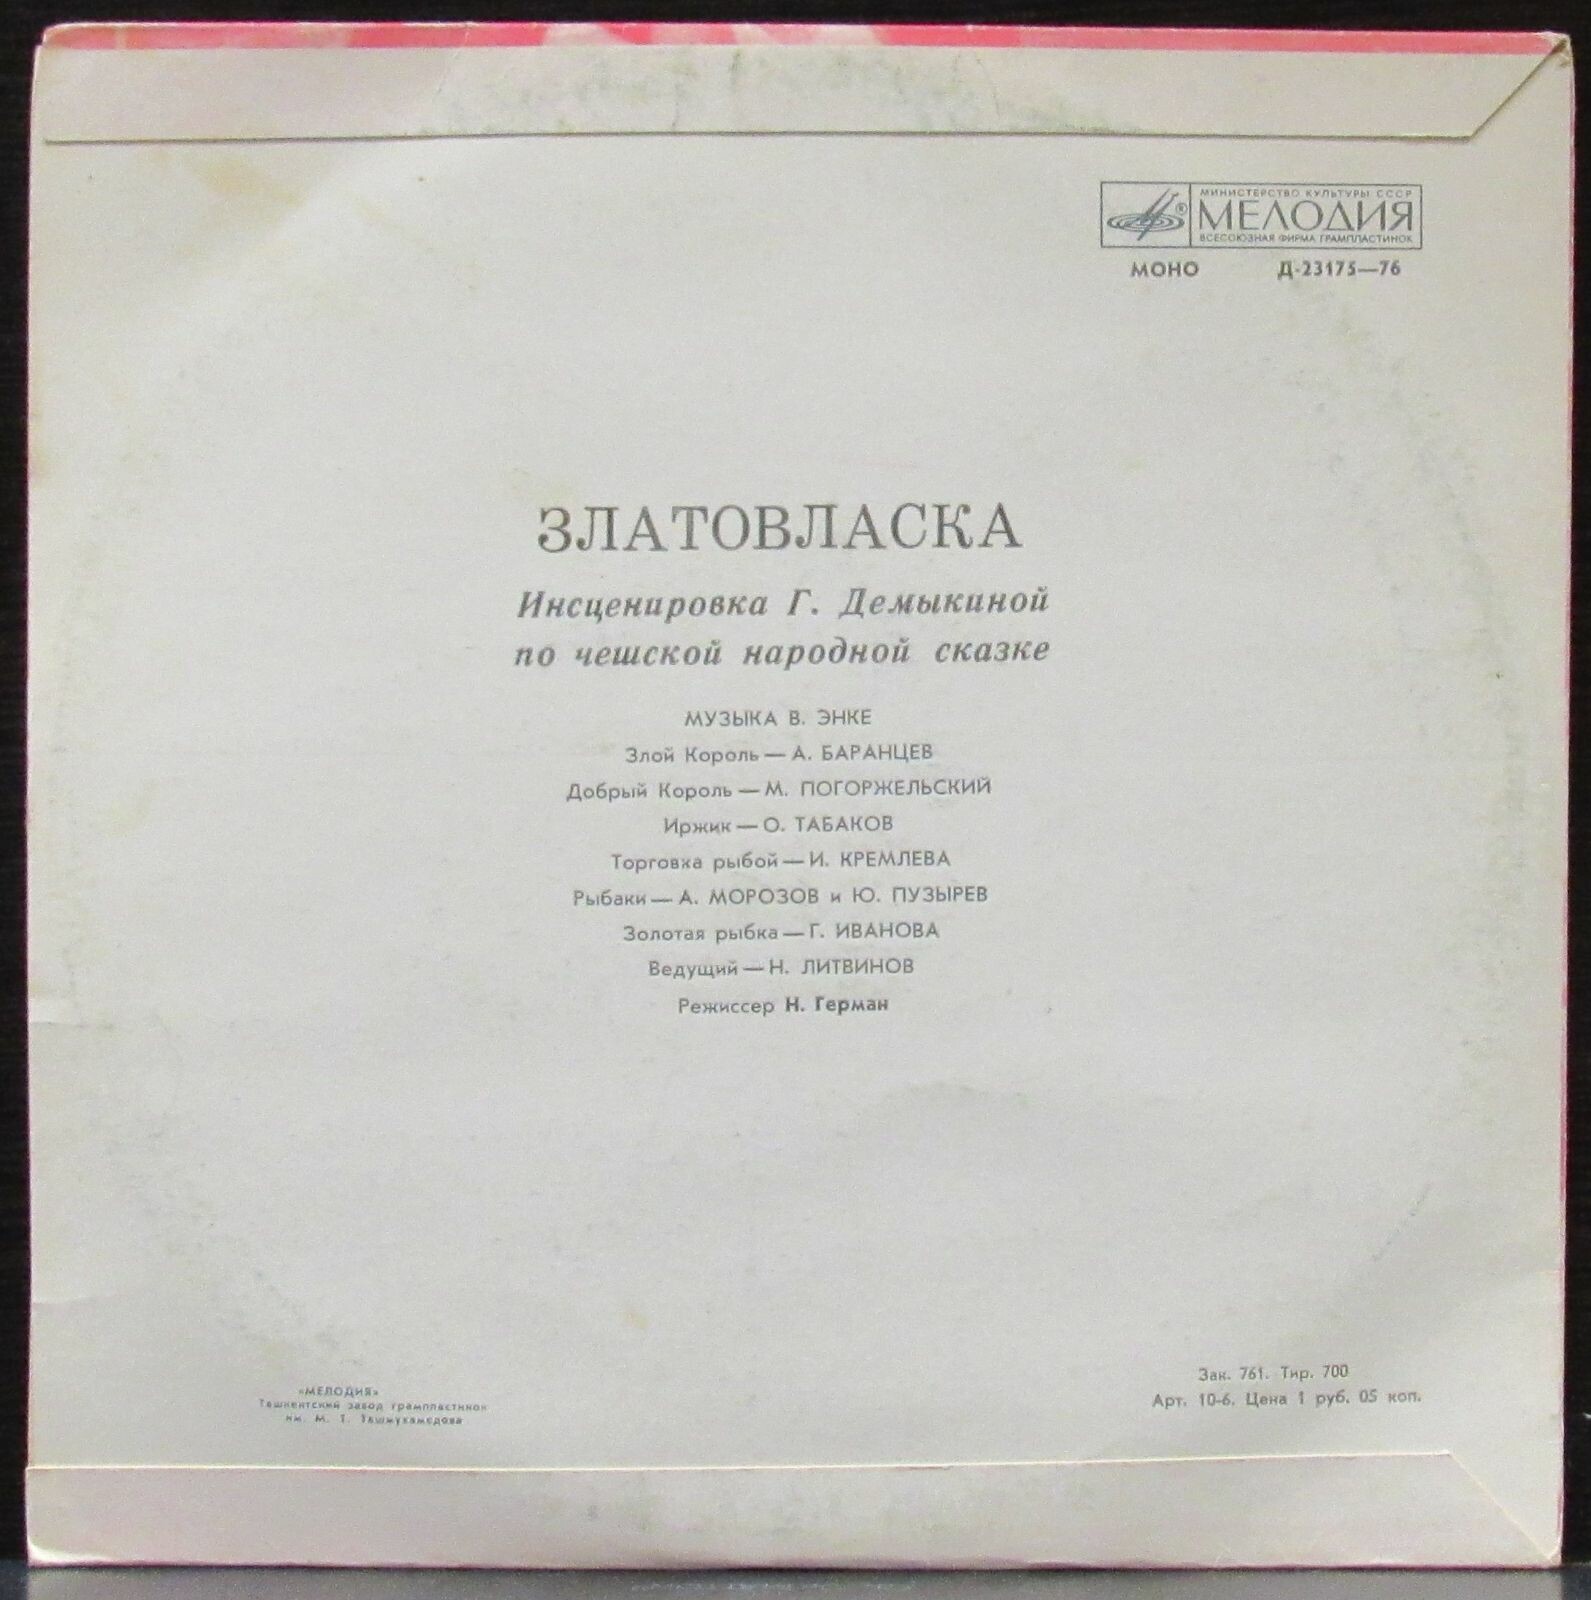 МИНИСТЕРСТВО КУЛЬТУРЫ СССР
МЕЛОДИЯ
ВСЕСОЮЗНАЯ ФИРМА ГРАМПЛАСТИНОК
МОНО Д-23175—76
ЗЛАТОВЛАСКА
Инсценировка Г. Демыкиной
по чешской народной сказке
МУЗЫКА В. ЭНКЕ
Злой Король — А. БАРАНЦЕВ
Добрый Король — М. ПОГОРЖЕЛЬСКИЙ
Иржик — О. ТАБАКОВ
Торговка рыбой — И. КРЕМЛЕВА
Рыбаки — А. МОРОЗОВ и Ю. ПУЗЫРЕВ
Золотая рыбка — Г. ИВАНОВА
Ведущий — Н. ЛИТВИНОВ
Режиссер Н. Герман
«МЕЛОДИЯ»
Ташкентский завод грампластинок
им. М. Т. Ташмухамедова
Зак. 761. Тир. 700
Арт. 10-6. Цена 1 руб. 05 коп.